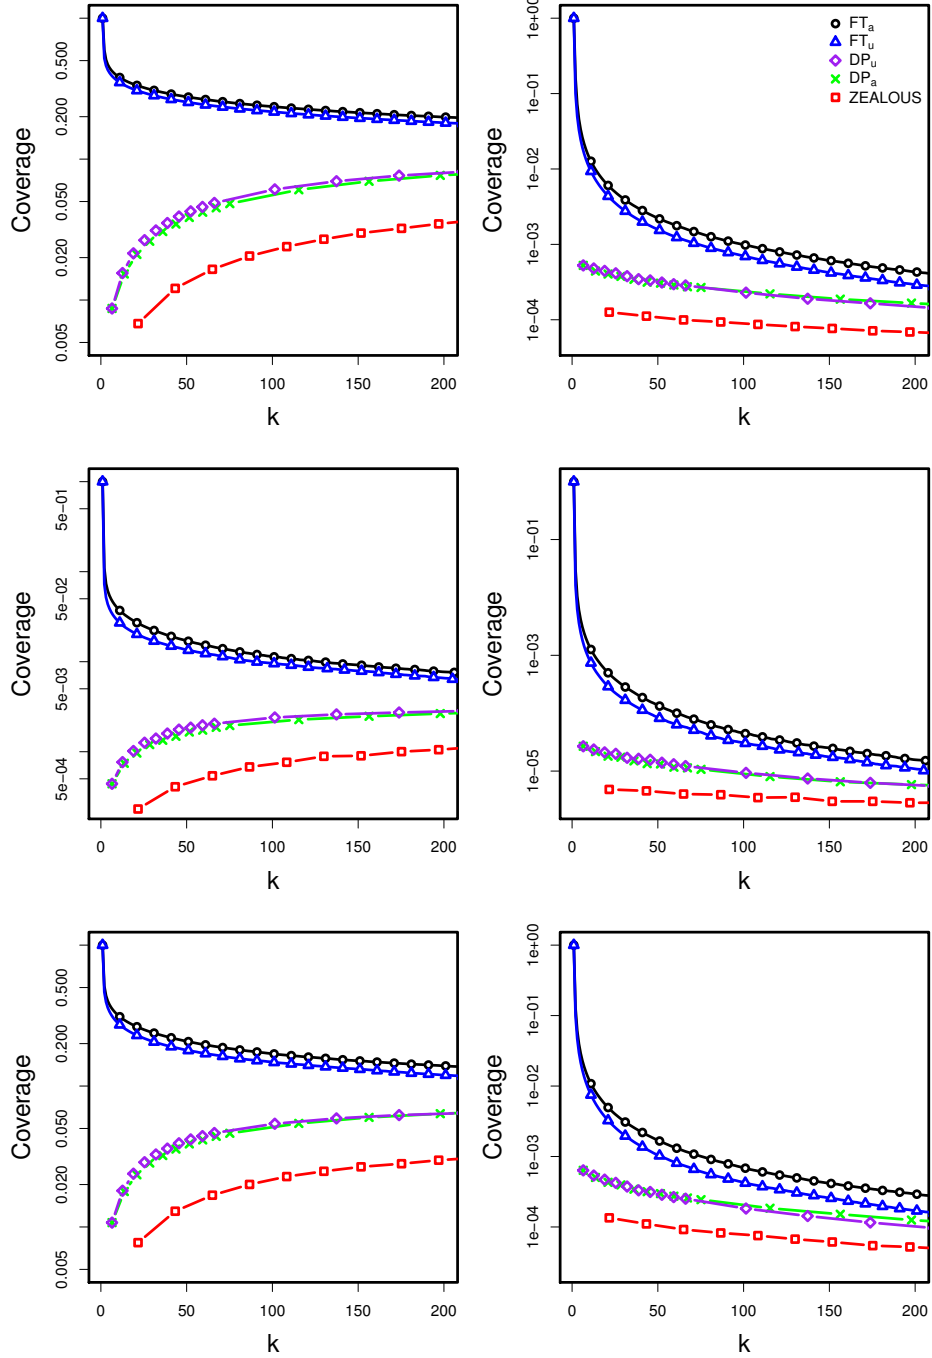 Coverage
0.500
0.200
0.050
0.020
0.005
0
50
100
150
200
k
Coverage
1e+00
1e-01
1e-02
1e-03
1e-04
0
50
100
150
200
k
FTa
FTu
DPu
DPa
ZEALOUS
Coverage
5e-01
5e-02
5e-03
5e-04
0
50
100
150
200
k
Coverage
1e-01
1e-03
1e-05
0
50
100
150
200
k
Coverage
0.500
0.200
0.050
0.020
0.005
0
50
100
150
200
k
Coverage
1e+00
1e-01
1e-02
1e-03
1e-04
0
50
100
150
200
k